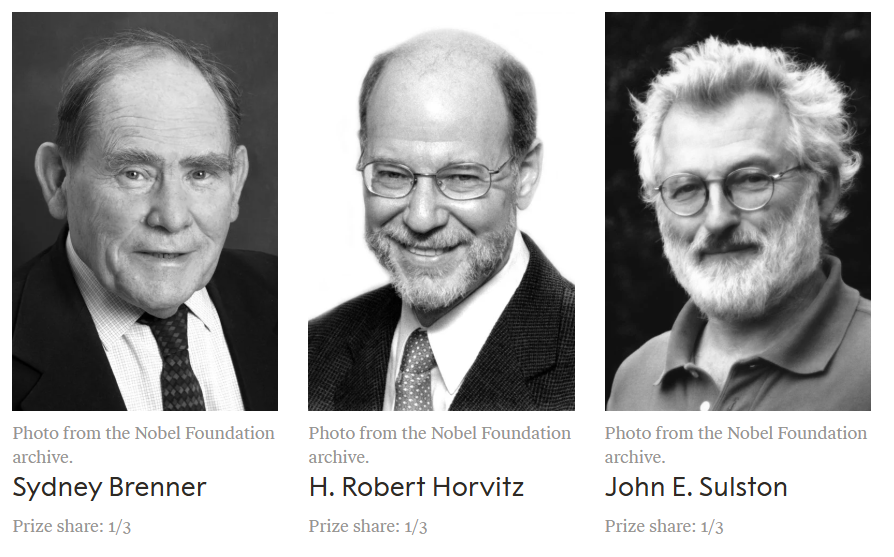 Photo from the Nobel Foundation
archive.
Sydney Brenner
Prize share: 1/3
Photo from the Nobel Foundation
archive.
H. Robert Horvitz
Prize share: 1/3
Photo from the Nobel Foundation
archive.
John E. Sulston
Prize share: 1/3